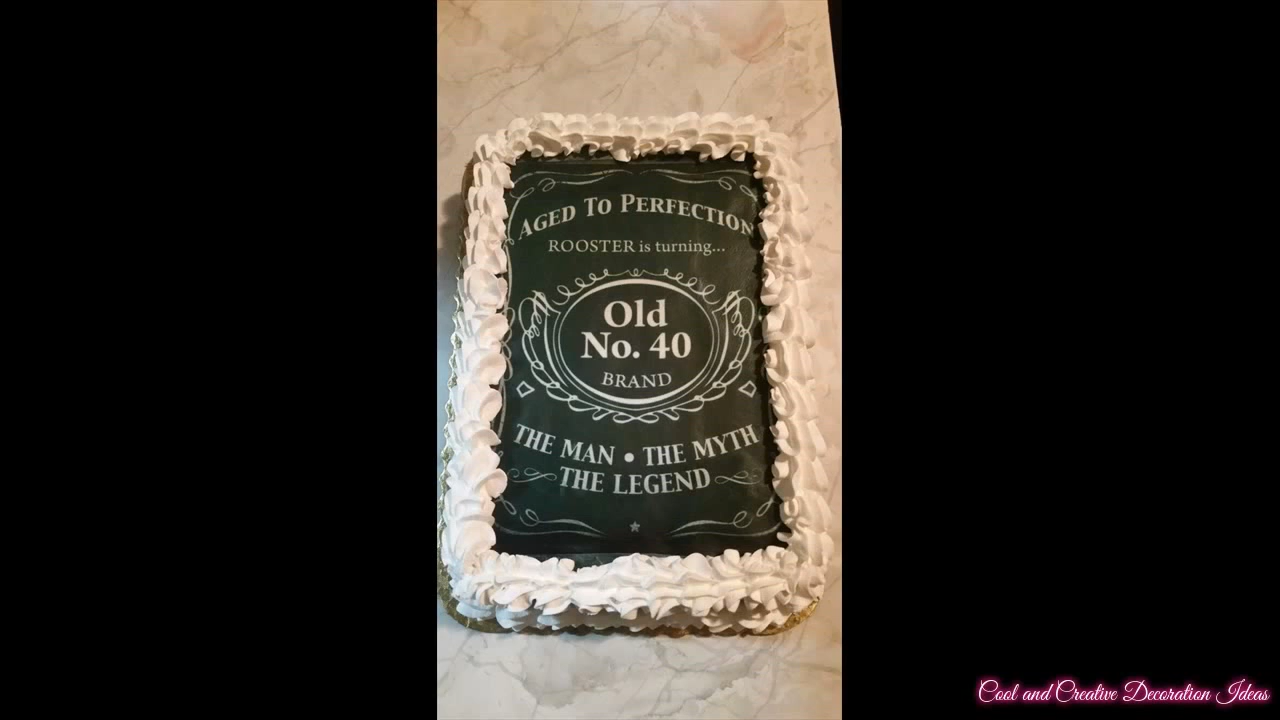 AGED TO PERFECTION
ROOSTER is turning...
Old
No. 40
BRAND
THE MAN • THE MYTH
THE LEGEND
Cool and Creative Decoration Ideas